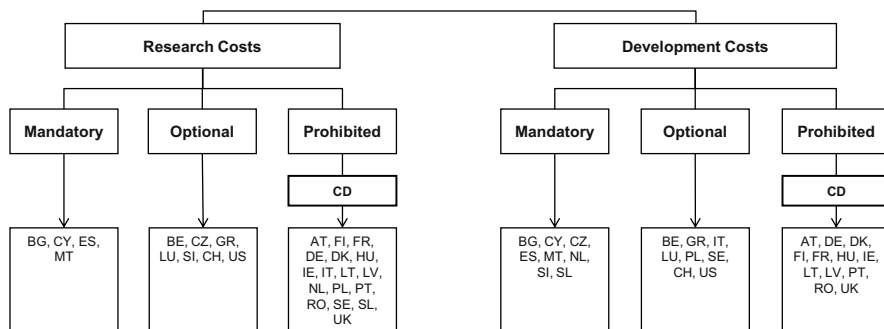 Research Costs
Development Costs
Mandatory
Optional
Prohibited
Mandatory
Optional
Prohibited
CD
CD
BG, CY, ES,
MT
BE, CZ, GR,
LU, SI, CH, US
AT, FI, FR,
DE, DK, HU,
IE, IT, LT, LV,
NL, PL, PT,
RO, SE, SL,
UK
BG, CY, CZ,
ES, MT, NL,
SI, SL
BE, GR, IT,
LU, PL, SE,
CH, US
AT, DE, DK,
FI, FR, HU, IE,
LT, LV, PT,
RO, UK